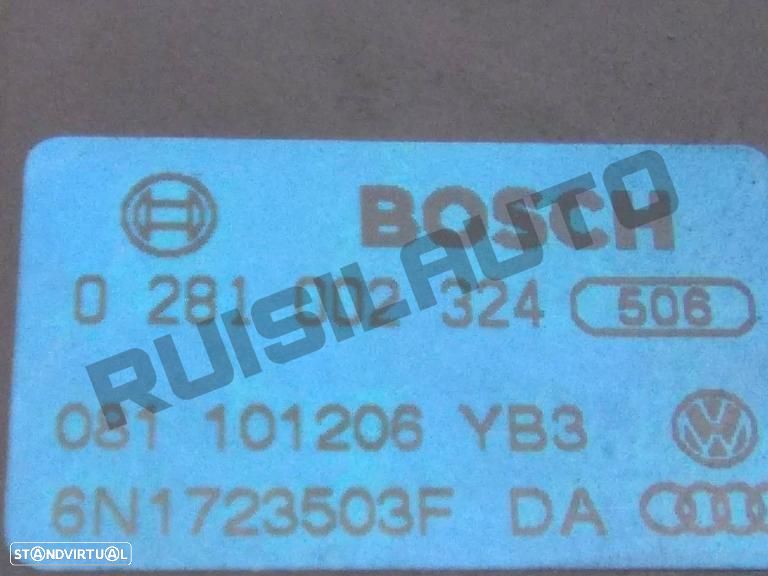 BOSCH
0 281 002 324 506
081 101206 YB3
6N1723503F DA
RUISILAUTO
STANDVIRTUAL